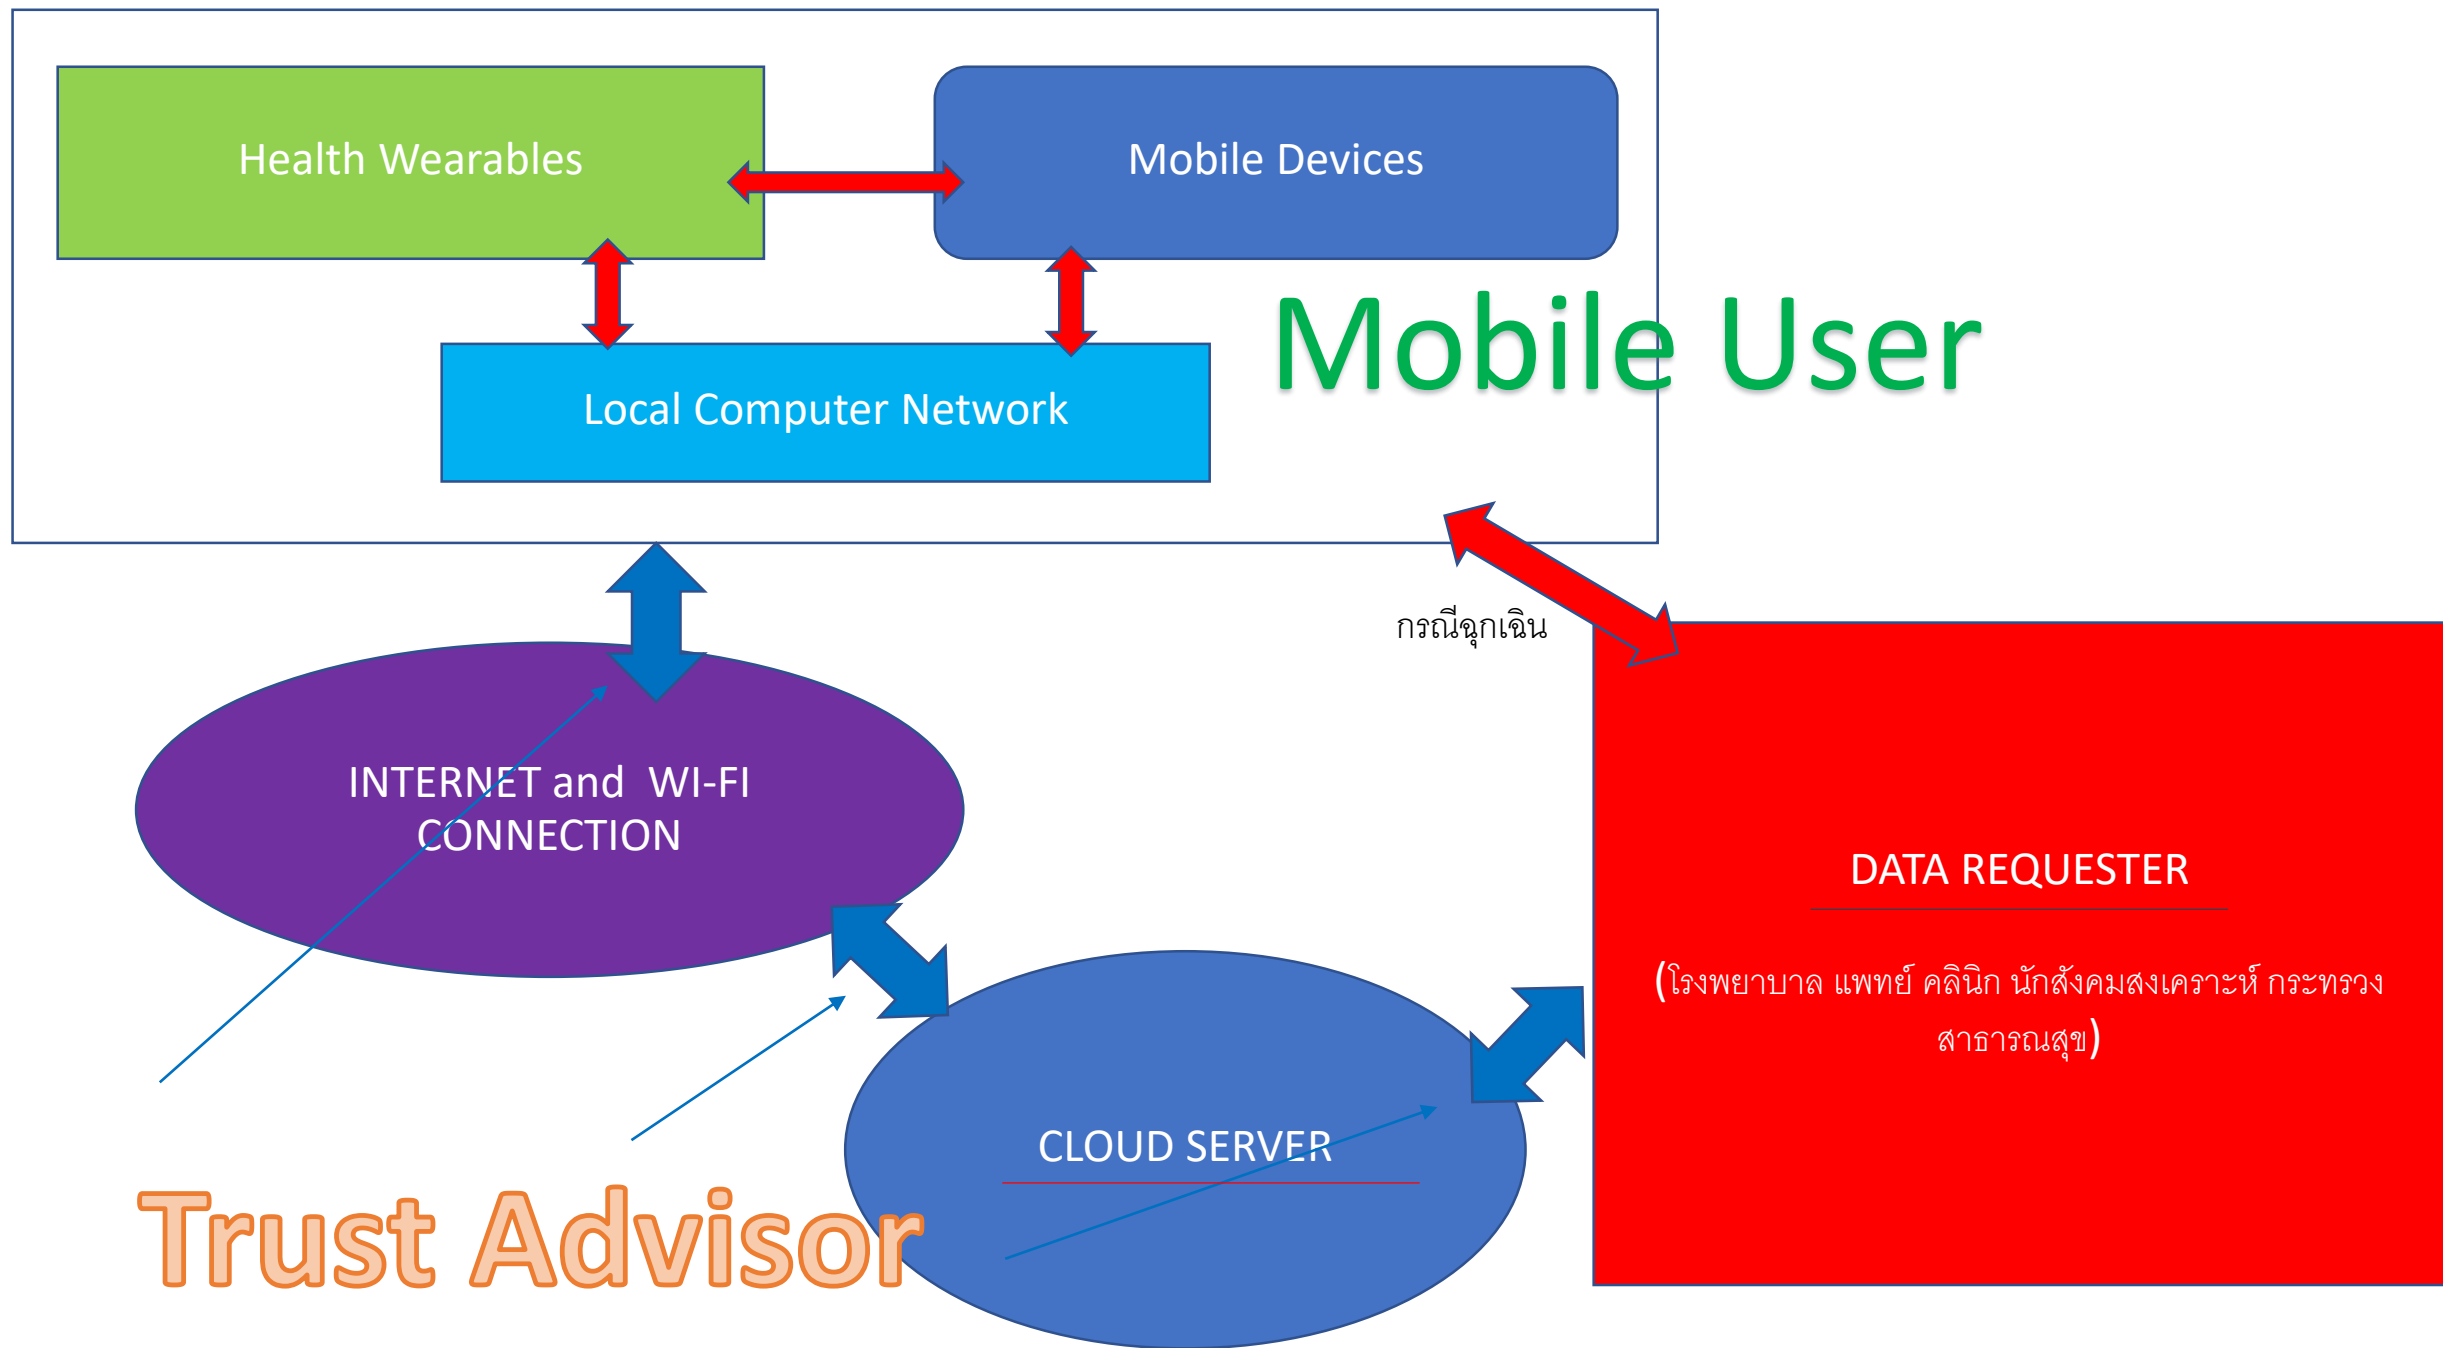 Health Wearables
Mobile Devices
Mobile User
Local Computer Network
กรณีฉุกเฉิน
INTERNET and  WI-FI
CONNECTION
DATA REQUESTER
(โรงพยาบาล แพทย์ คลินิก นักสังคมสงเคราะห์ กระทรวง
สาธารณสุข)
CLOUD SERVER
Trust Advisor